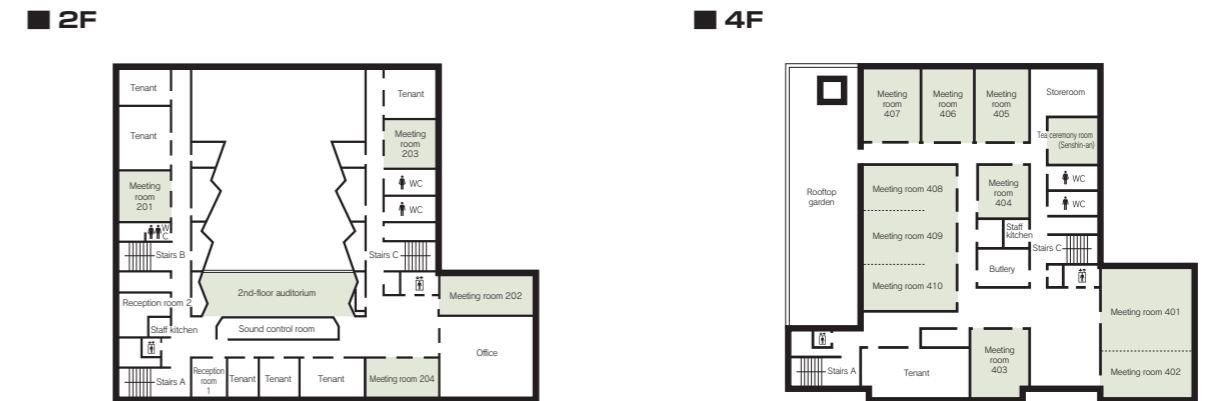 2F
Tenant
Tenant
Meeting
room
201
W
C
Stairs B
Reception room 2
Staff kitchen
Stairs A
Tenant
Meeting
room
203
WC
WC
Stairs C
2nd-floor auditorium
Sound control room
Meeting room 202
Office
Reception
room
1
Tenant
Tenant
Tenant
Meeting room 204
4F
Meeting
room
407
Meeting
room
406
Meeting
room
405
Storeroom
Tea ceremony room
(Senshin-an)
Rooftop
garden
Meeting room 408
Meeting room 409
Meeting room 410
Meeting
room
404
WC
WC
Staff
kitchen
Stairs C
Butlery
Meeting room 401
Meeting room 402
Stairs A
Tenant
Meeting
room
403